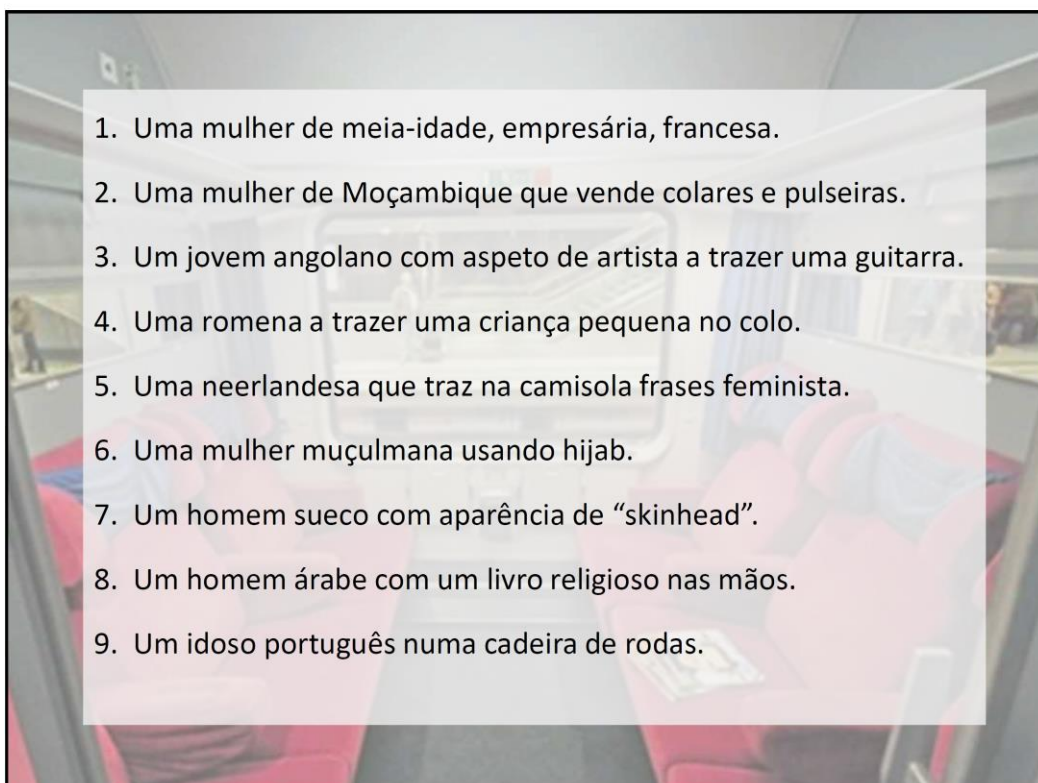 1. Uma mulher de meia-idade, empresária, francesa.
2. Uma mulher de Moçambique que vende colares e pulseiras.
3. Um jovem angolano com aspeto de artista a trazer uma guitarra.
4. Uma romena a trazer uma criança pequena no colo.
5. Uma neerlandesa que traz na camisola frases feminista.
6. Uma mulher muçulmana usando hijab.
7. Um homem sueco com aparência de “skinhead”.
8. Um homem árabe com um livro religioso nas mãos.
9. Um idoso português numa cadeira de rodas.